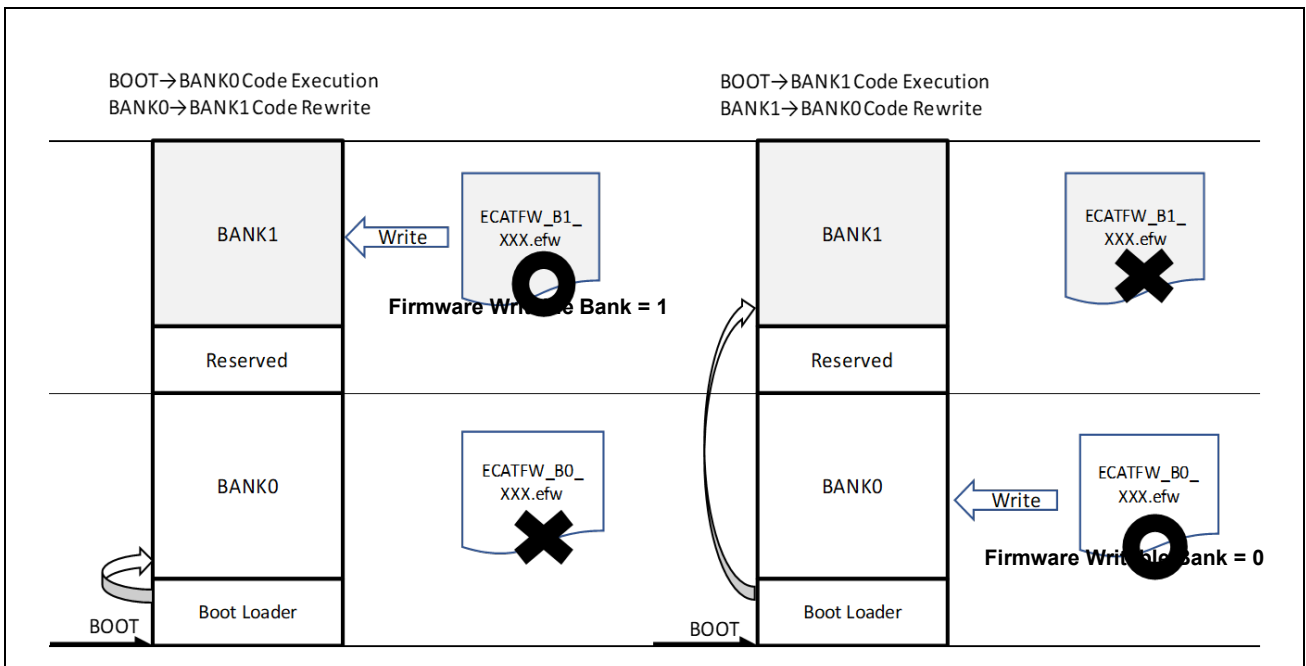 BOOT→BANK0 Code Execution
BANK0→BANK1 Code Rewrite
BANK1
Write
ECATFW_B1_
XXX.efw
Firmware Bank = 1
Reserved
BANK0
ECATFW_B0_
XXX.efw
Boot Loader
BOOT
BOOT→BANK1 Code Execution
BANK1→BANK0 Code Rewrite
BANK1
ECATFW_B1_
XXX.efw
Reserved
BANK0
Write
ECATFW_B0_
XXX.efw
Firmware Writable Bank = 0
Boot Loader
BOOT